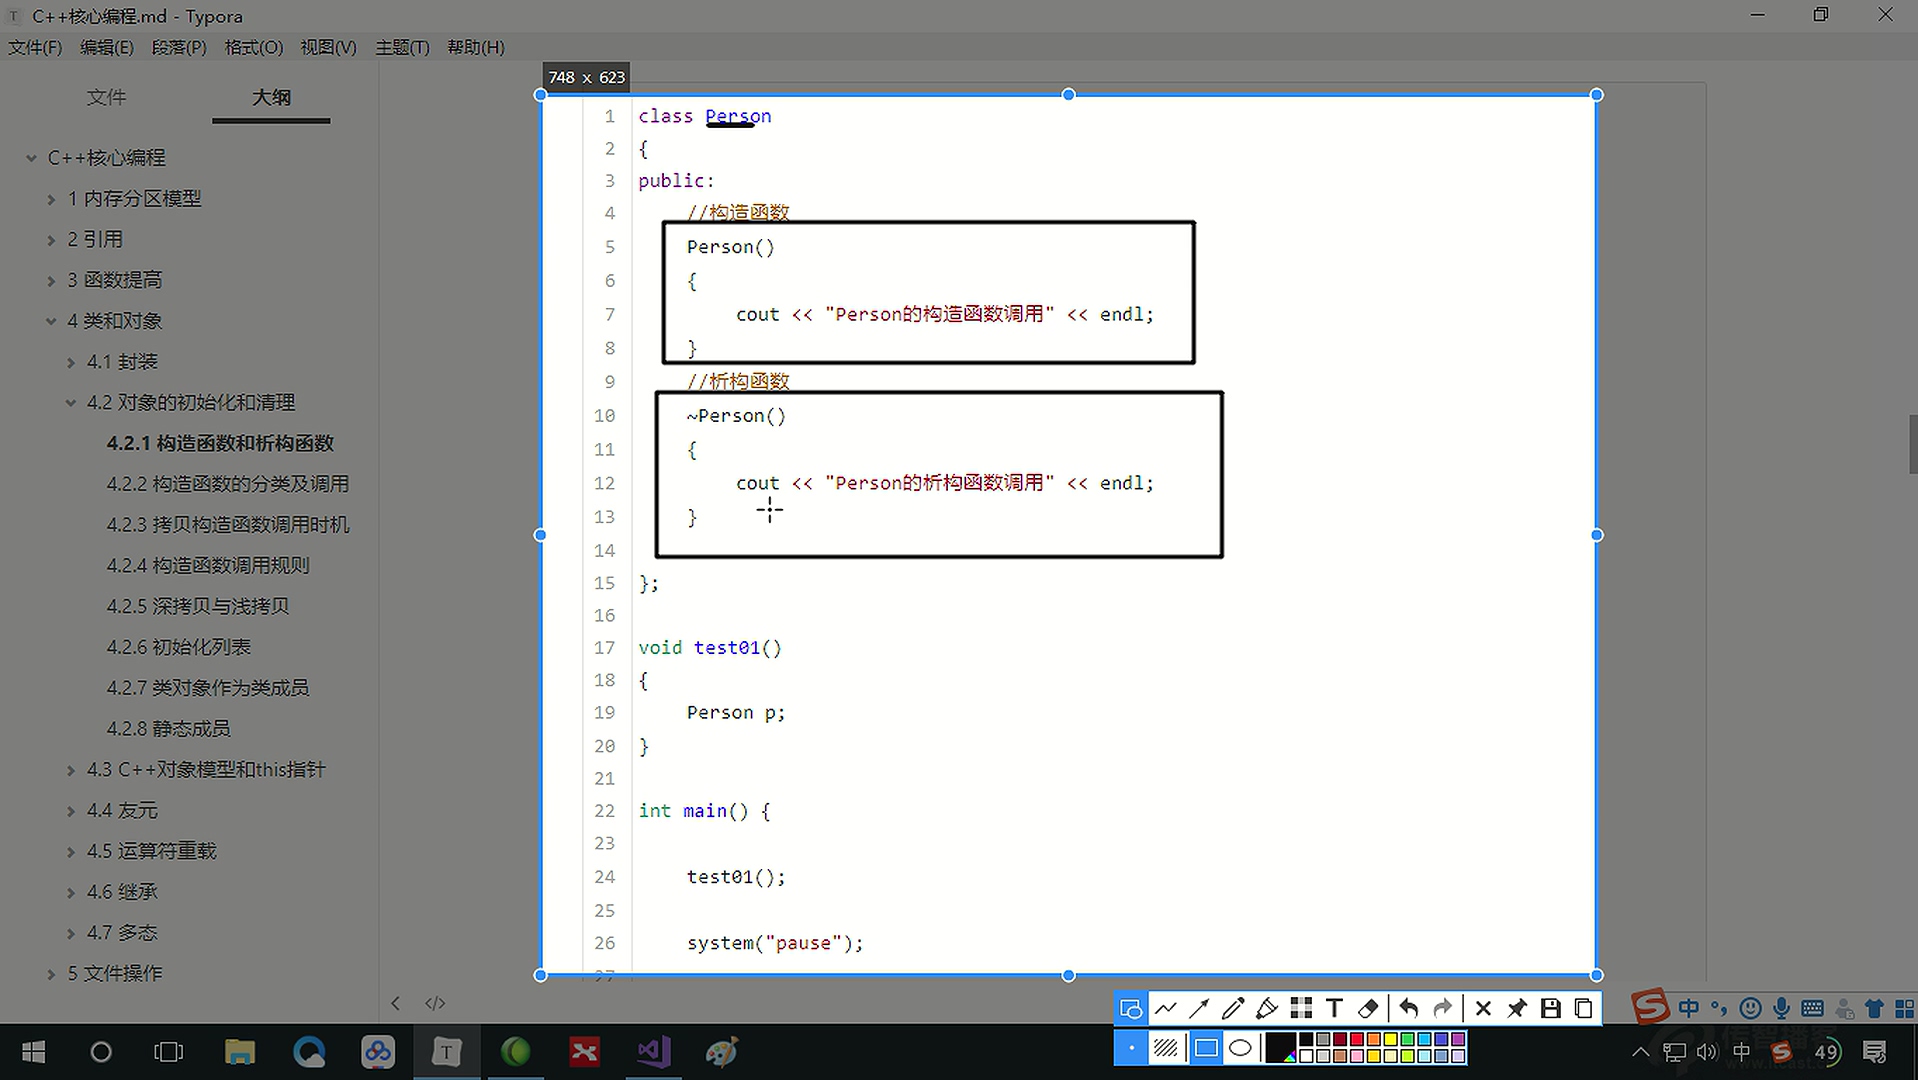 C++核心编程.md - Typora
文件(F) 编辑(E) 段落(P) 格式(O) 视图(V) 主题(T) 帮助(H)
文件 大纲
C++核心编程
1 内存分区模型
2 引用
3 函数提高
4 类和对象
4.1 封装
4.2 对象的初始化和清理
4.2.1 构造函数和析构函数
4.2.2 构造函数的分类及调用
4.2.3 拷贝构造函数调用时机
4.2.4 构造函数调用规则
4.2.5 深拷贝与浅拷贝
4.2.6 初始化列表
4.2.7 类对象作为类成员
4.2.8 静态成员
4.3 C++对象模型和this指针
4.4 友元
4.5 运算符重载
4.6 继承
4.7 多态
5 文件操作
748 x 623
1 class Person
2 {
3 public:
4 //构造函数
5 Person()
6 {
7 cout << "Person的构造函数调用" << endl;
8 }
9 //析构函数
10 ~Person()
11 {
12 cout << "Person的析构函数调用" << endl;
13 }
14
15 };
16
17 void test01()
18 {
19 Person p;
20 }
21
22 int main() {
23
24 test01();
25
26 system("pause");
27
</>
T
中
中
49